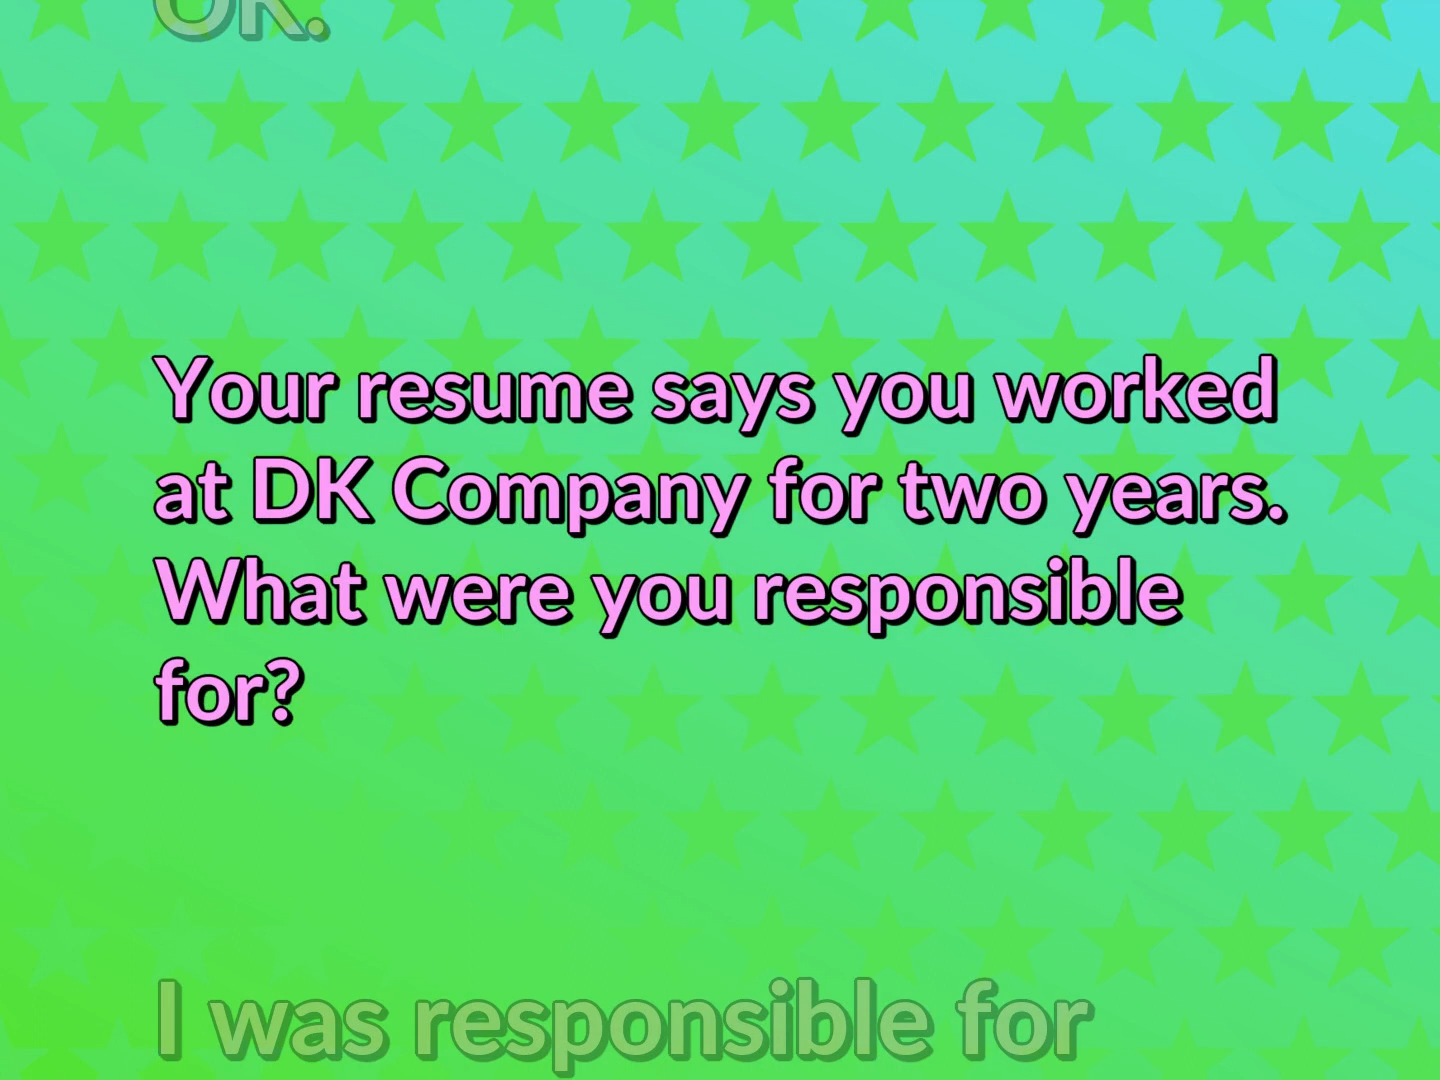 OK.
Your resume says you worked
at DK Company for two years.
What were you responsible
for?
I was responsible for